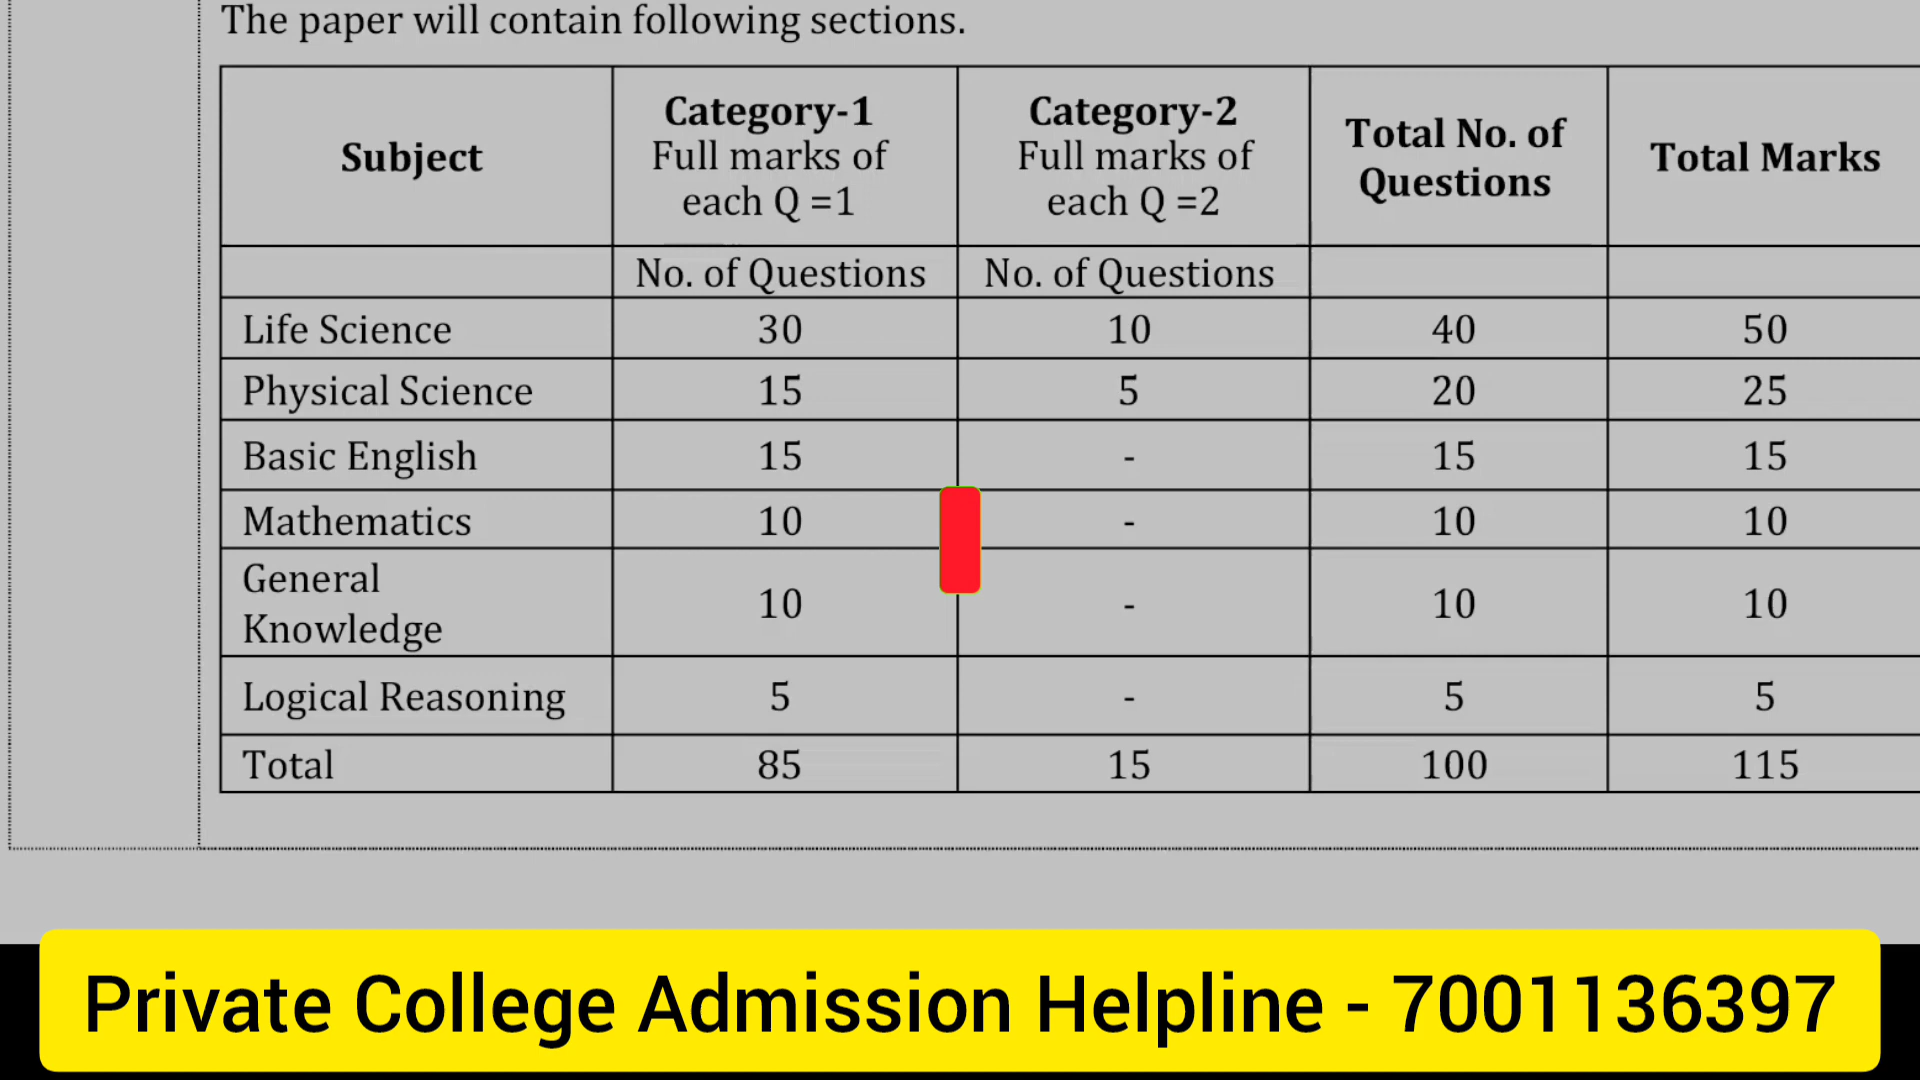 The paper will contain following sections.
Subject
Category-1
Full marks of
each Q =1
Category-2
Full marks of
each Q =2
Total No. of
Questions
Total Marks
No. of Questions
No. of Questions
Life Science 30 10 40 50
Physical Science 15 5 20 25
Basic English 15 - 15 15
Mathematics 10 - 10 10
General
Knowledge
10 - 10 10
Logical Reasoning 5 - 5 5
Total 85 15 100 115
Private College Admission Helpline - 7001136397